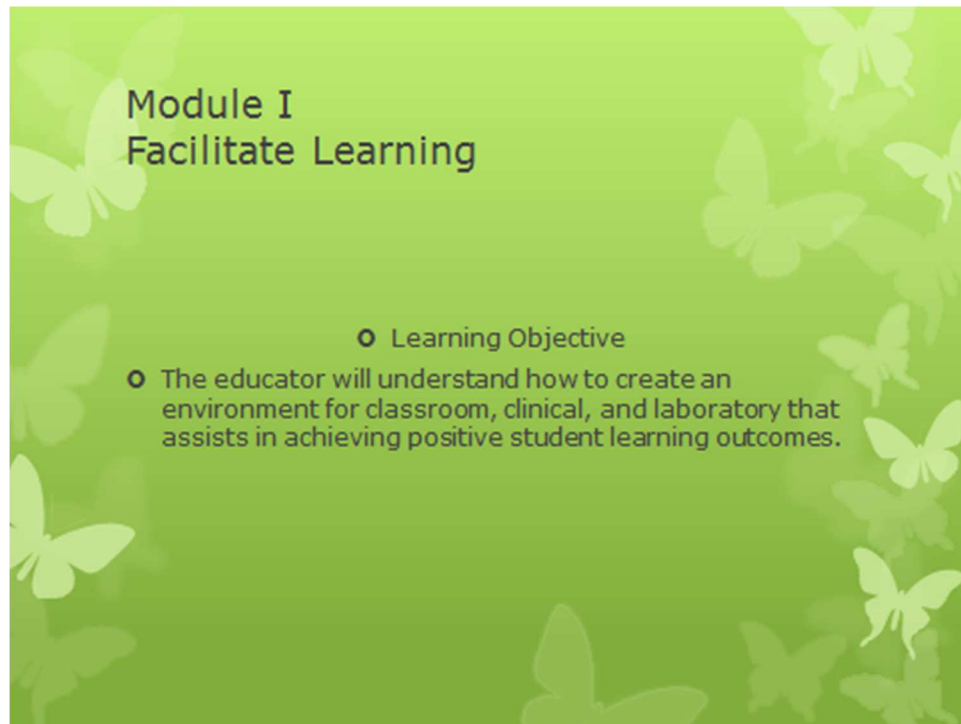 Module I
Facilitate Learning
Learning Objective
The educator will understand how to create an
environment for classroom, clinical, and laboratory that
assists in achieving positive student learning outcomes.